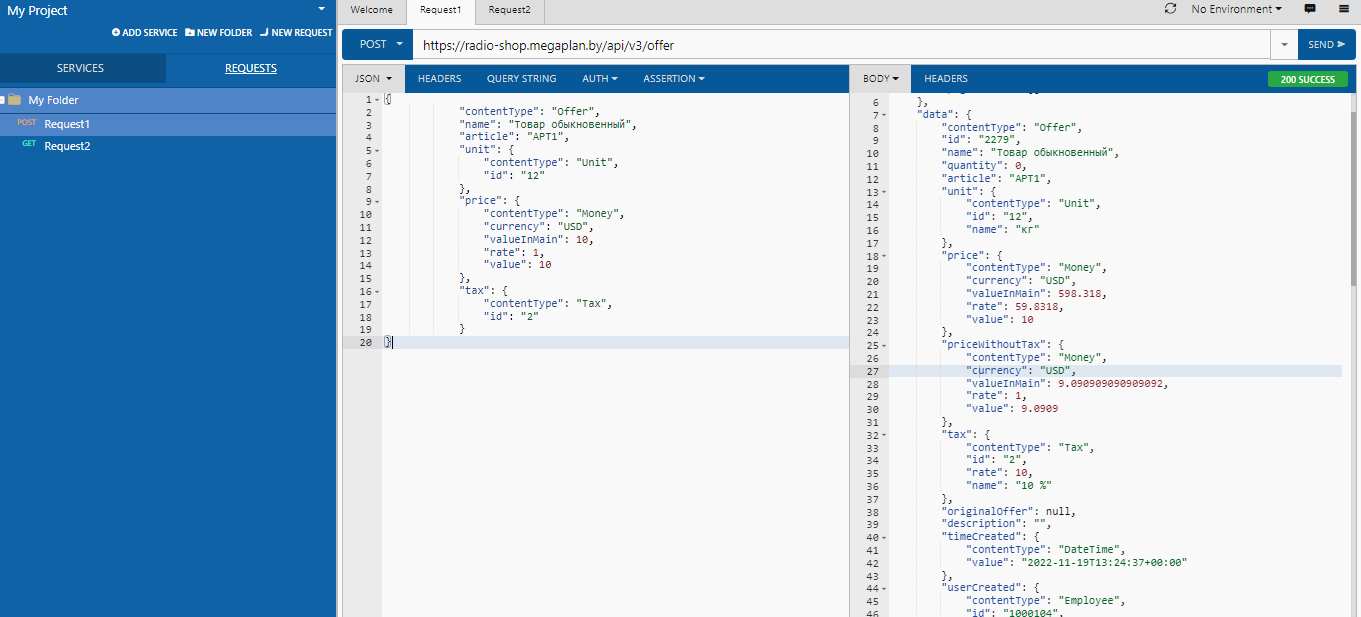 My Project
ADD SERVICE NEW FOLDER NEW REQUEST
SERVICES REQUESTS
My Folder
POST Request1
GET Request2
Welcome Request1 Request2
No Environment
POST https://radio-shop.megaplan.by/api/v3/offer SEND
JSON HEADERS QUERY STRING AUTH ASSERTION
1 {
2 "contentType": "Offer",
3 "name": "Товар обыкновенный",
4 "article": "АРТ1",
5 "unit": {
6 "contentType": "Unit",
7 "id": "12"
8 },
9 "price": {
10 "contentType": "Money",
11 "currency": "USD",
12 "valueInMain": 10,
13 "rate": 1,
14 "value": 10
15 },
16 "tax": {
17 "contentType": "Tax",
18 "id": "2"
19 }
20 }
BODY HEADERS 200 SUCCESS
6 },
7 "data": {
8 "contentType": "Offer",
9 "id": "2279",
10 "name": "Товар обыкновенный",
11 "quantity": 0,
12 "article": "АРТ1",
13 "unit": {
14 "contentType": "Unit",
15 "id": "12",
16 "name": "кг"
17 },
18 "price": {
19 "contentType": "Money",
20 "currency": "USD",
21 "valueInMain": 598.318,
22 "rate": 59.8318,
23 "value": 10
24 },
25 "priceWithoutTax": {
26 "contentType": "Money",
27 "currency": "USD",
28 "valueInMain": 9.090909090909092,
29 "rate": 1,
30 "value": 9.0909
31 },
32 "tax": {
33 "contentType": "Tax",
34 "id": "2",
35 "rate": 10,
36 "name": "10 %"
37 },
38 "originalOffer": null,
39 "description": "",
40 "timeCreated": {
41 "contentType": "DateTime",
42 "value": "2022-11-19T13:24:37+00:00"
43 },
44 "userCreated": {
45 "contentType": "Employee",
46 "id": "1000104",